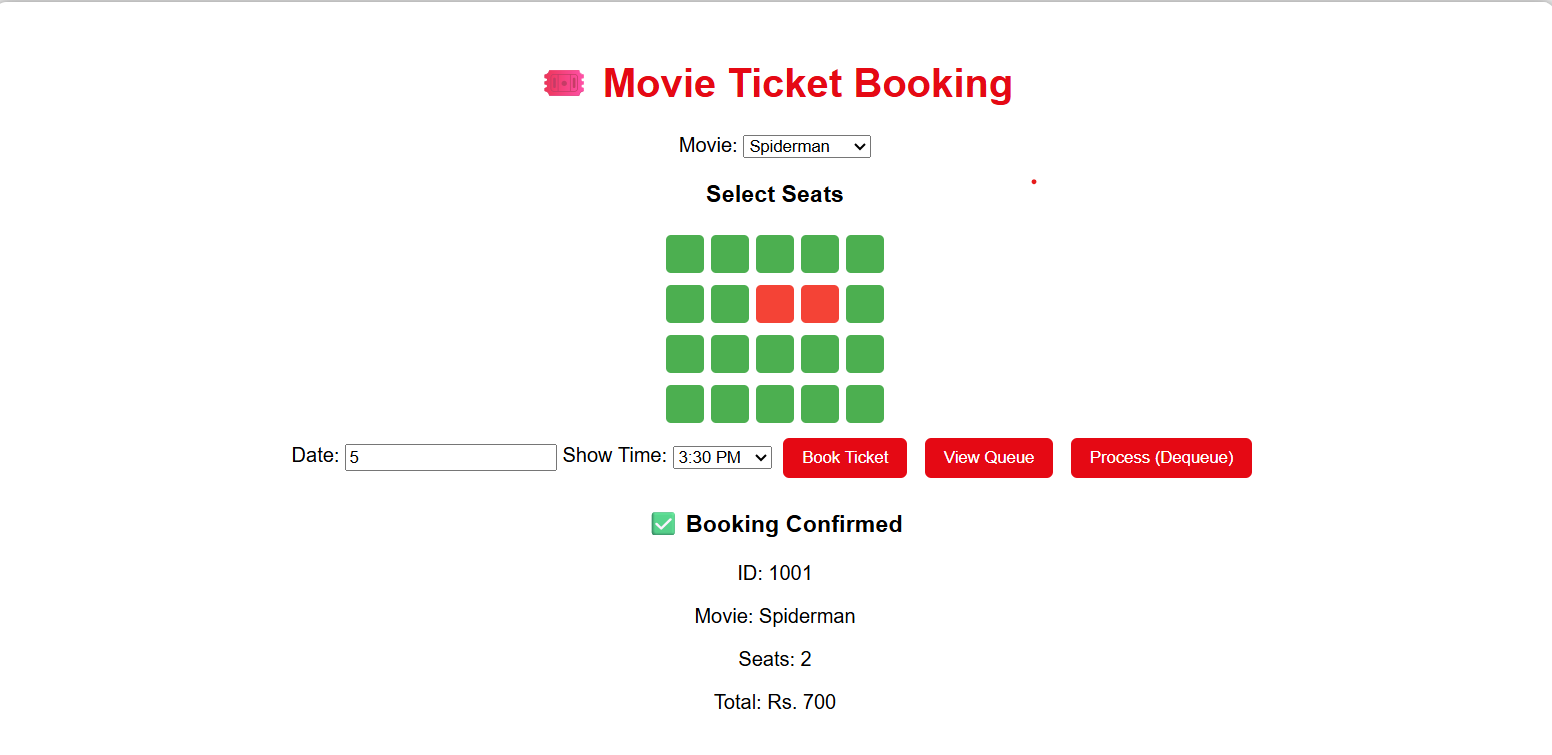 Movie Ticket Booking
Movie: Spiderman
Select Seats
Date: 5 Show Time: 3:30 PM Book Ticket View Queue Process (Dequeue)
Booking Confirmed
ID: 1001
Movie: Spiderman
Seats: 2
Total: Rs. 700